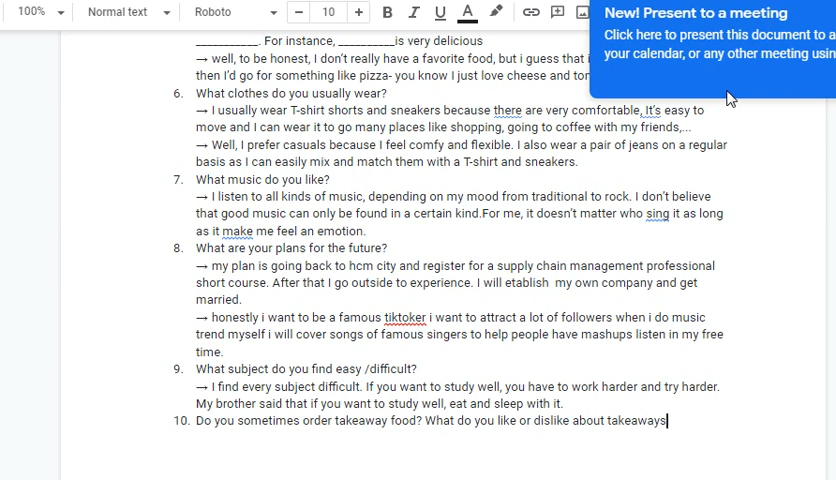 100% Normal text Roboto 10 B I U A
New! Present to a meeting
Click here to present this document to a
your calendar, or any other meeting usin
____________. For instance, __________is very delicious
→ well, to be honest, I don't really have a favorite food, but i guess that i
then I'd go for something like pizza- you know I just love cheese and
6. What clothes do you usually wear?
→ I usually wear T-shirt shorts and sneakers because there are very comfortable, It's easy to
move and I can wear it to go many places like shopping, going to coffee with my friends,...
→ Well, I prefer casuals because I feel comfy and flexible. I also wear a pair of jeans on a regular
basis as I can easily mix and match them with a T-shirt and sneakers.
7. What music do you like?
→ I listen to all kinds of music, depending on my mood from traditional to rock. I don't believe
that good music can only be found in a certain kind.For me, it doesn't matter who sing it as long
as it make me feel an emotion.
8. What are your plans for the future?
→ my plan is going back to hcm city and register for a supply chain management professional
short course. After that I go outside to experience. I will etablish my own company and get
married.
→ honestly i want to be a famous tiktoker i want to attract a lot of followers when i do music
trend myself i will cover songs of famous singers to help people have mashups listen in my free
time.
9. What subject do you find easy /difficult?
→ I find every subject difficult. If you want to study well, you have to work harder and try harder.
My brother said that if you want to study well, eat and sleep with it.
10. Do you sometimes order takeaway food? What do you like or dislike about takeaways